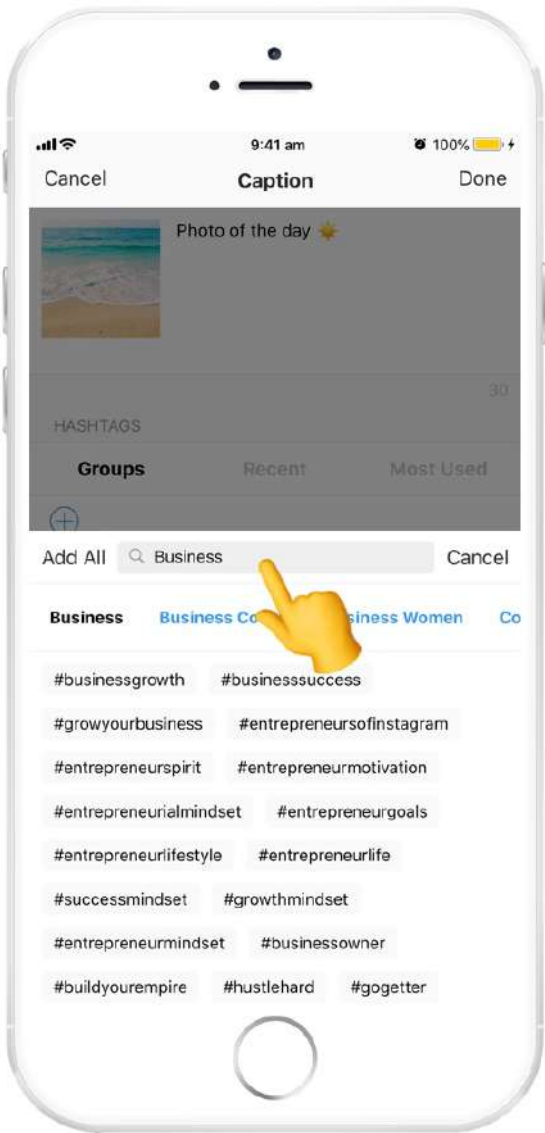 9:41 am 100%
Cancel Caption Done
Photo of the day
30
HASHTAGS
Groups Recent Most Used
Add All Business Cancel
Business Business Co Women Co
#businessgrowth #businesssuccess
#growyourbusiness #entrepreneursofinstagram
#entrepreneurspirit #entrepreneurmotivation
#entrepreneurialmindset #entrepreneurgoals
#entrepreneurlifestyle #entrepreneurlife
#successmindset #growthmindset
#entrepreneurmindset #businessowner
#buildyourempire #hustlehard #gogetter